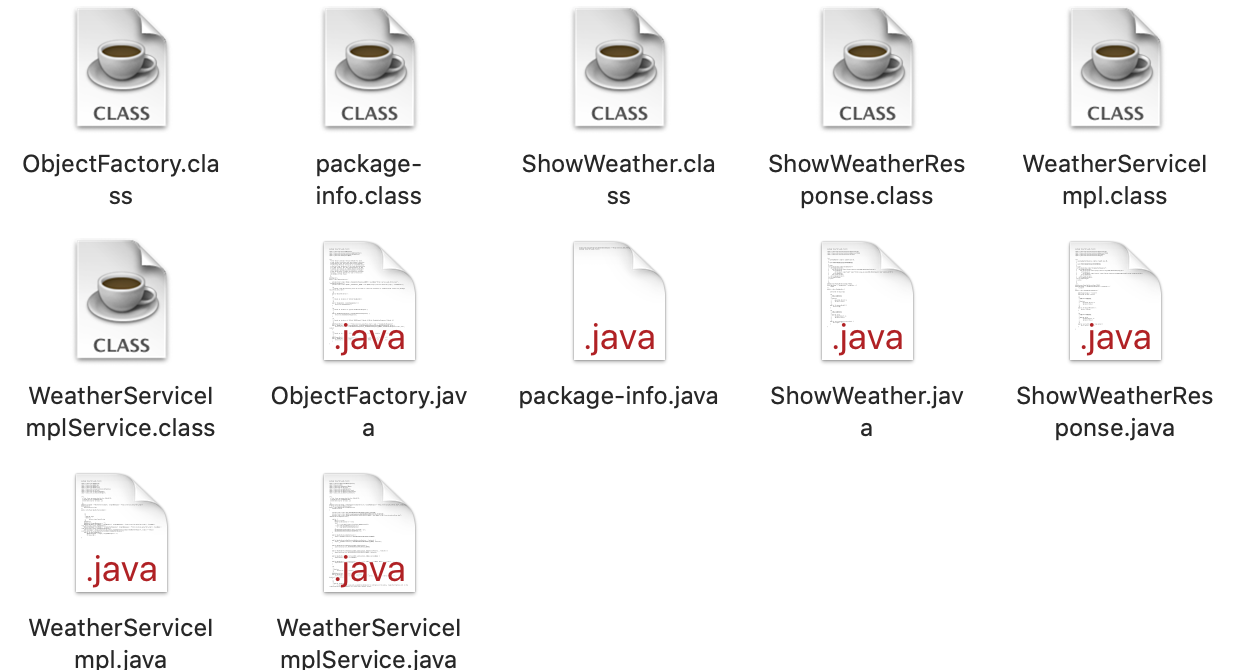 CLASS CLASS CLASS CLASS CLASS
ObjectFactory.cla package- ShowWeather.cla ShowWeatherRes WeatherServiceI
ss info.class ss ponse.class mpl.class
CLASS .java .java .java .java
WeatherServiceI ObjectFactory.jav package-info.java ShowWeather.jav ShowWeatherRes
mplService.class a a ponse.java
.java .java
WeatherServiceI WeatherServiceI
mpl.java mplService.java